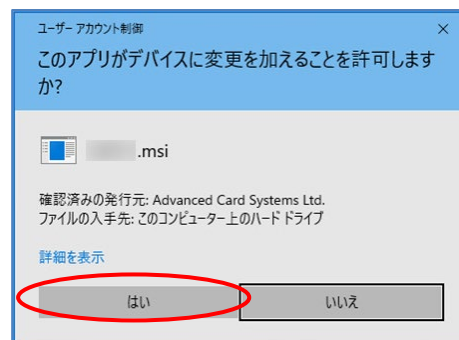 ユーザー アカウント制御
このアプリがデバイスに変更を加えることを許可します
か?
.msi
確認済みの発行元: Advanced Card Systems Ltd.
ファイルの入手先: このコンピューター上のハード ドライブ
詳細を表示
はい
いいえ